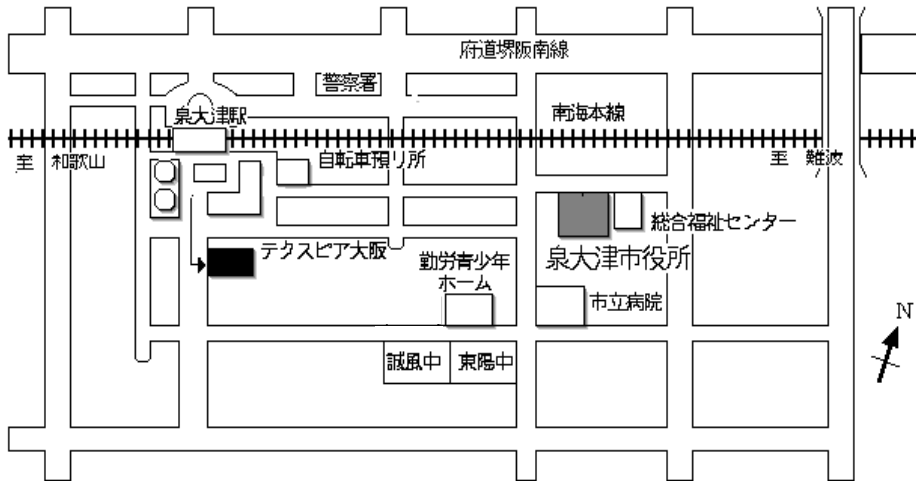 府道堺阪南線
警察署
泉大津駅
南海本線
至 和歌山
自転車預り所
至 難波
総合福祉センター
テクスピア大阪
勤労青少年
ホーム
泉大津市役所
市立病院
N
誠風中
東陽中